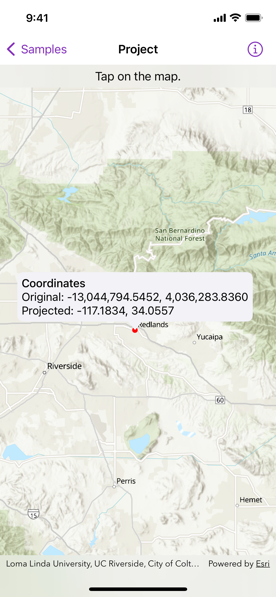 9:41
Samples
Project
Tap on the map.
18
San Bernardino
National Forest
Santa A
Coordinates
Original: -13,044,794.5452, 4,036,283.8360
Projected: -117.1834, 34.0557
edlands
Yucaipa
Riverside
60
Perris
Hemet
15
Loma Linda University, UC Riverside, City of Colt...
Powered by Esri